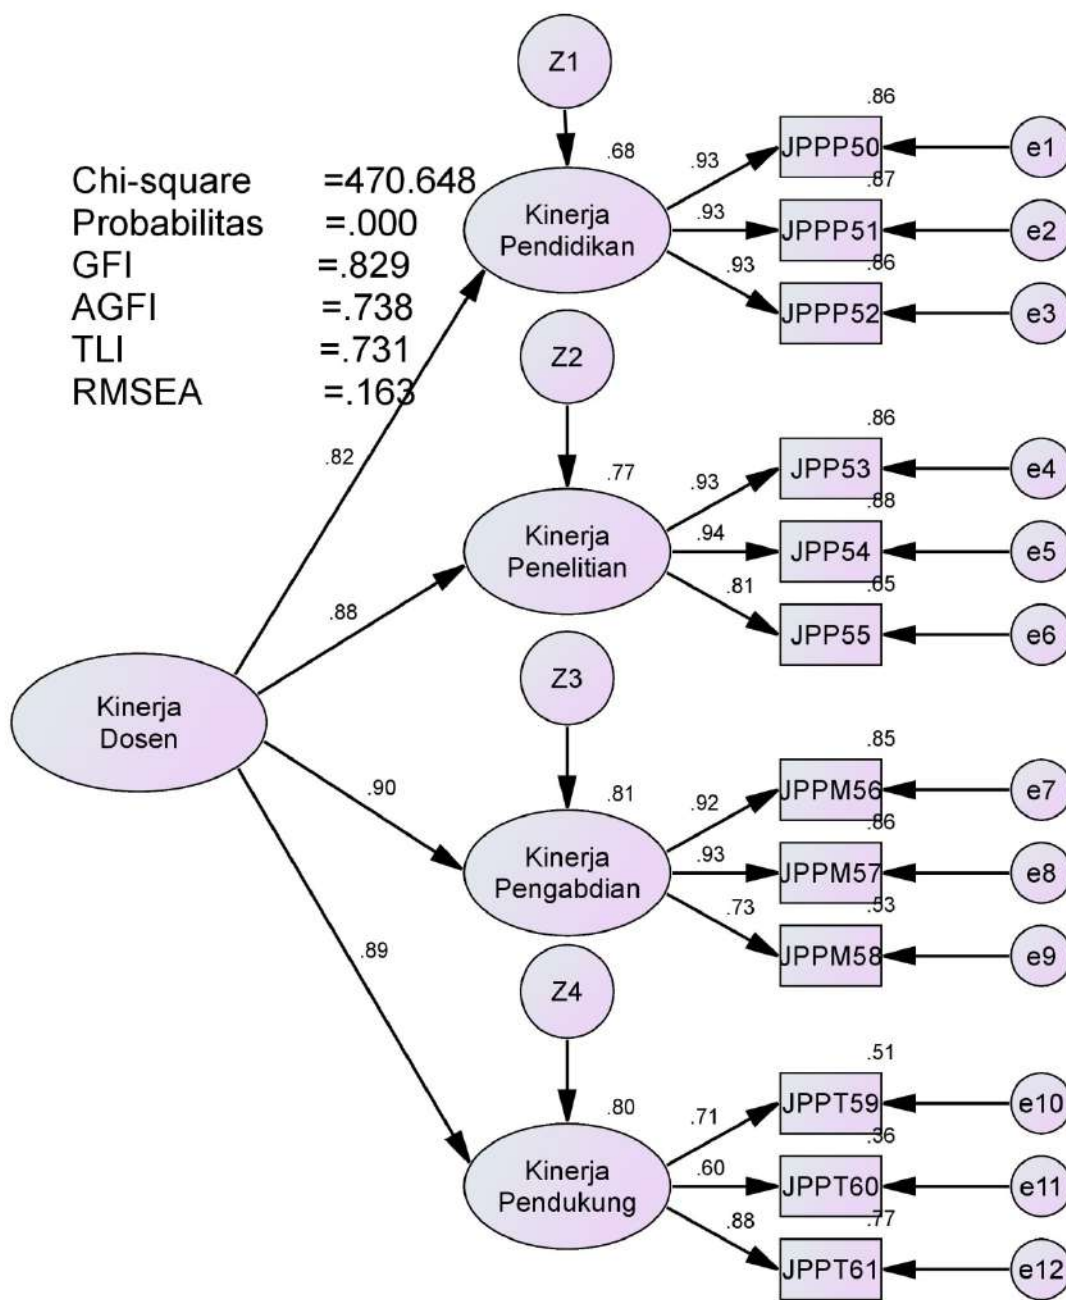 Z1
.86
.68
.93
JPPP50
e1
Chi-square =470.648
Probabilitas =.000
GFI =.829
AGFI =.738
TLI =.731
RMSEA =.163
Kinerja
Pendidikan
.87
.93
JPPP51
e2
.86
.93
JPPP52
e3
Z2
.82
.86
.77
.93
JPP53
e4
Kinerja
Penelitian
.88
.94
JPP54
e5
.65
.81
JPP55
e6
.88
Z3
Kinerja
Dosen
.85
.90
.81
.92
JPPM56
e7
Kinerja
Pengabdian
.86
.93
JPPM57
e8
.53
.73
JPPM58
e9
.89
Z4
.51
.80
.71
JPPT59
e10
Kinerja
Pendukung
.36
.60
JPPT60
e11
.77
.88
JPPT61
e12